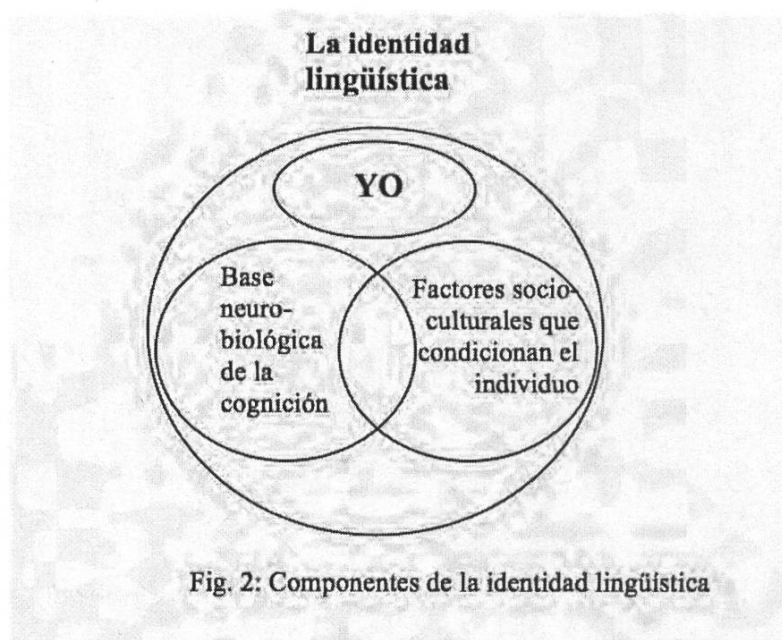 La identidad
lingüística
YO
Base
neuro-
biológica
de la
cognición
Factores socio-
culturales que
condicionan el
individuo
Fig. 2: Componentes de la identidad lingüística